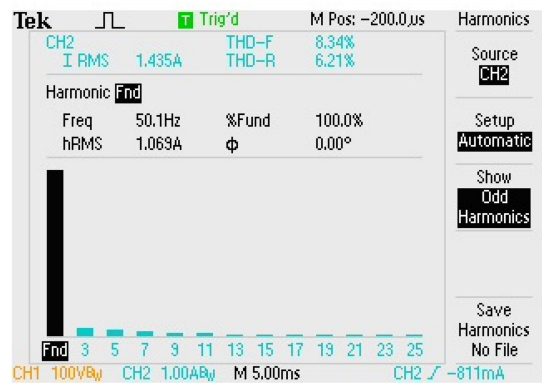 Tek T Trig'd M Pos: -200.0µs Harmonics
CH2 THD-F 8.34%
I RMS 1.435A THD-R 6.21%
Source
CH2
Harmonic Fnd
Freq 50.1Hz %Fund 100.0%
hRMS 1.069A ф 0.00°
Setup
Automatic
Show
Odd
Harmonics
Save
Harmonics
No File
Fnd 3 5 7 9 11 13 15 17 19 21 23 25
CH1 100VBW CH2 1.00ABW M 5.00ms CH2 -811mA